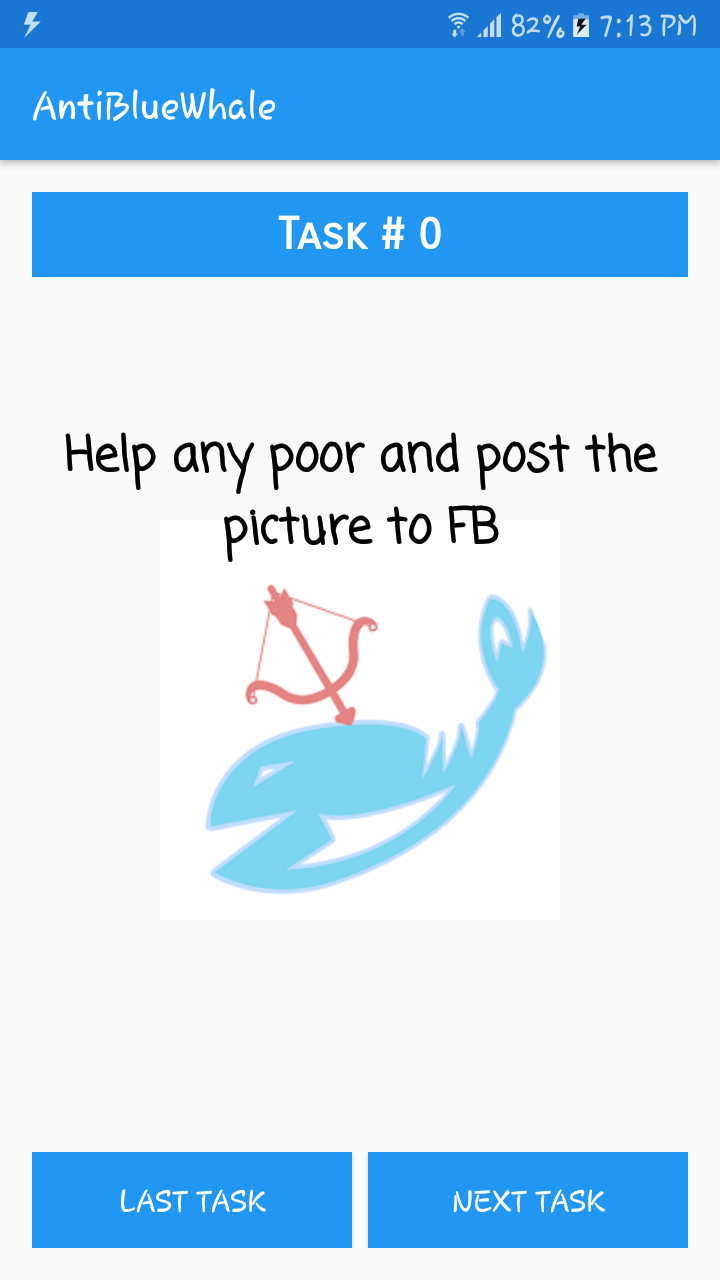 82% 7:13 PM
AntiBlueWhale
Task # 0
Help any poor and post the
picture to FB
LAST TASK NEXT TASK